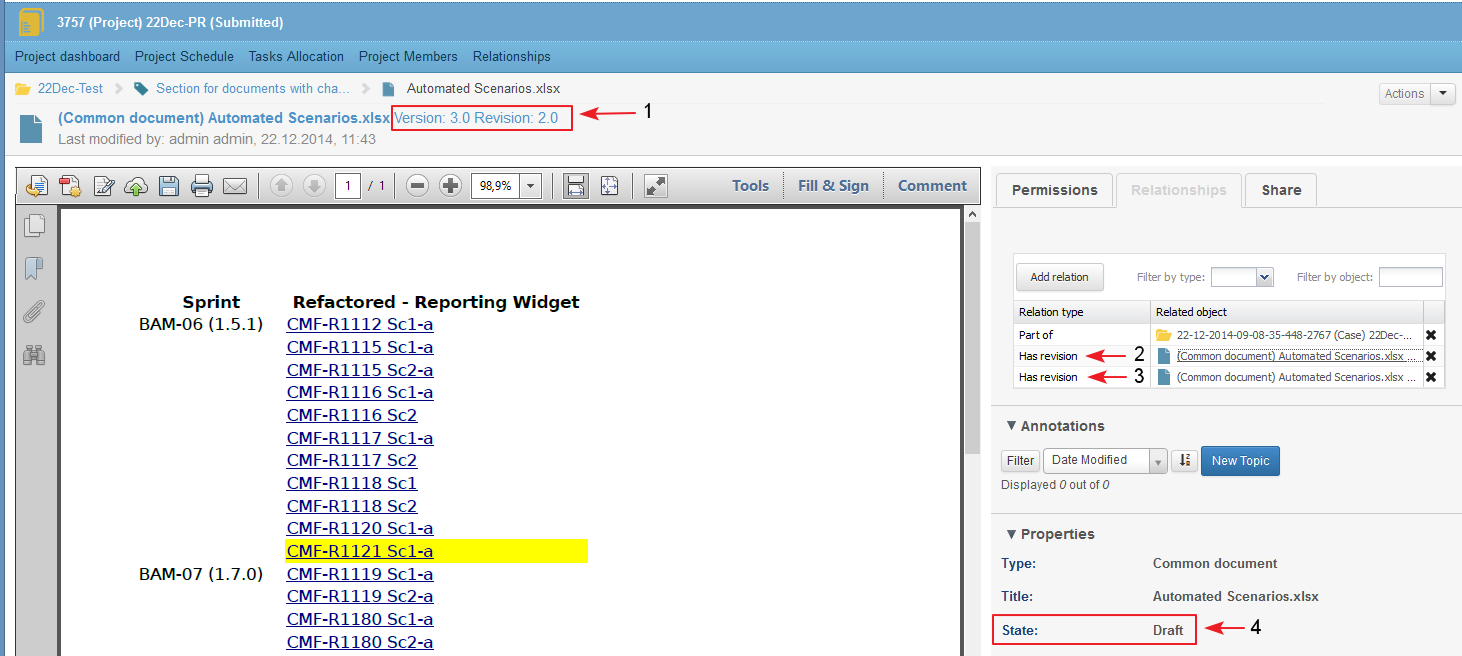 3757 (Project) 22Dec-PR (Submitted)
Project dashboard Project Schedule Tasks Allocation Project Members Relationships
22Dec-Test Section for documents with cha... Automated Scenarios.xlsx
Actions
(Common document) Automated Scenarios.xlsx Version: 3.0 Revision: 2.0 1
Last modified by: admin admin, 22.12.2014, 11:43
1 / 1 98,9% Tools Fill & Sign Comment
Sprint Refactored - Reporting Widget
BAM-06 (1.5.1) CMF-R1112 Sc1-a
CMF-R1115 Sc1-a
CMF-R1115 Sc2-a
CMF-R1116 Sc1-a
CMF-R1116 Sc2
CMF-R1117 Sc1-a
CMF-R1117 Sc2
CMF-R1118 Sc1
CMF-R1118 Sc2
CMF-R1120 Sc1-a
CMF-R1121 Sc1-a
BAM-07 (1.7.0) CMF-R1119 Sc1-a
CMF-R1119 Sc2-a
CMF-R1180 Sc1-a
CMF-R1180 Sc2-a
Permissions Relationships Share
Add relation Filter by type: Filter by object:
Relation type Related object
Part of 22-12-2014-09-08-35-448-2767 (Case) 22Dec-...
Has revision 2 (Common document) Automated Scenarios.xlsx ...
Has revision 3 (Common document) Automated Scenarios.xlsx ...
Annotations
Filter Date Modified New Topic
Displayed 0 out of 0
Properties
Type: Common document
Title: Automated Scenarios.xlsx
State: Draft 4